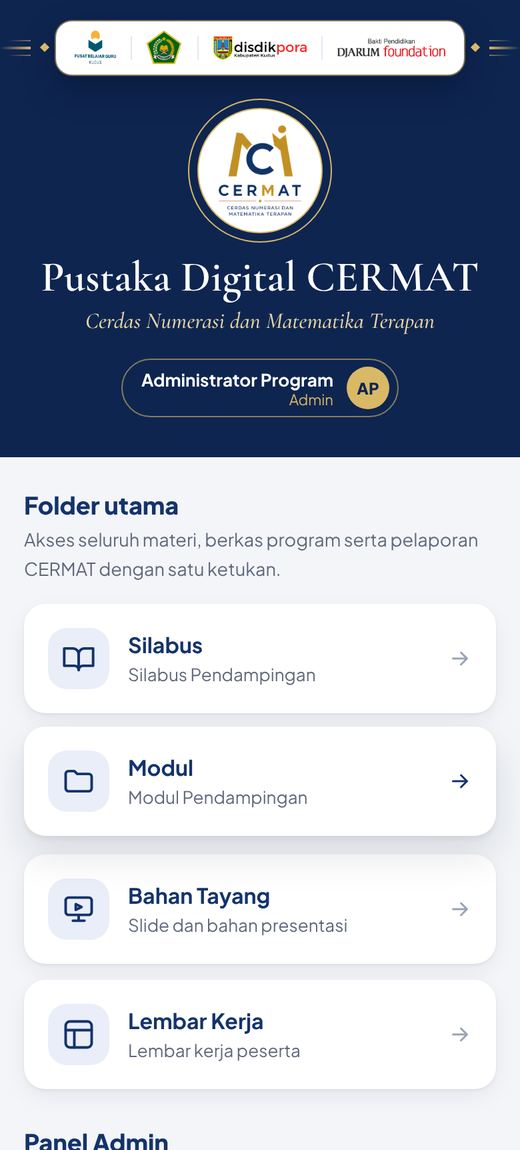 PUSAT BELAJAR GURU
KUDUS
disdikpora
Kabupaten Kudus
Bakti Pendidikan
DJARUM foundation
CERMAT
CERDAS NUMERASI DAN
MATEMATIKA TERAPAN
Pustaka Digital CERMAT
Cerdas Numerasi dan Matematika Terapan
Administrator Program
Admin
AP
Folder utama
Akses seluruh materi, berkas program serta pelaporan
CERMAT dengan satu ketukan.
Silabus
Silabus Pendampingan
Modul
Modul Pendampingan
Bahan Tayang
Slide dan bahan presentasi
Lembar Kerja
Lembar kerja peserta
Panel Admin